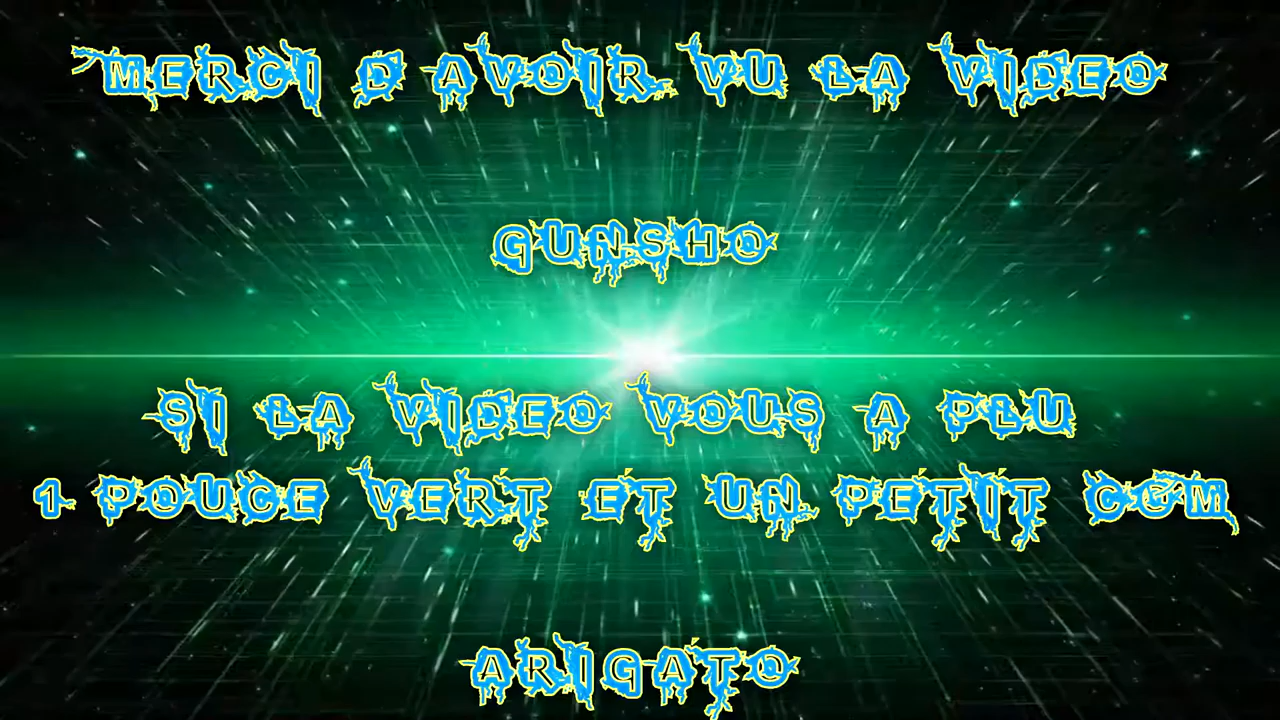 MERCI D AVOIR VU LA VIDEO
GUNSHO
SI LA VIDEO VOUS A PLU
1 POUCE VERT ET UN PETIT COM
ARIGATO